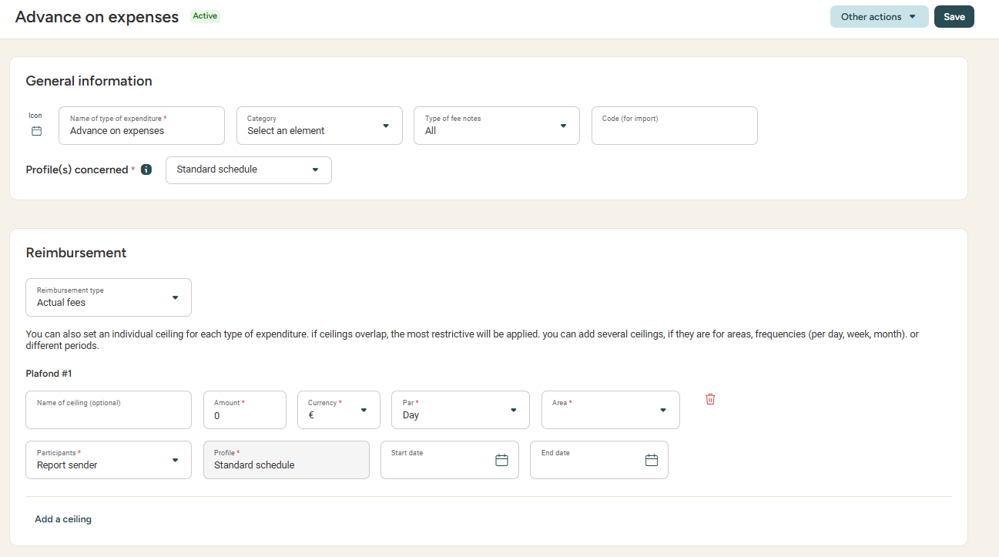 Advance on expenses Active Other actions Save
General information
Icon
Name of type of expenditure * Category Type of fee notes Code (for import)
Advance on expenses Select an element All
Profile(s) concerned * i Standard schedule
Reimbursement
Reimbursement type
Actual fees
You can also set an individual ceiling for each type of expenditure. if ceilings overlap, the most restrictive will be applied. you can add several ceilings, if they are for areas, frequencies (per day, week, month). or
different periods.
Plafond #1
Name of ceiling (optional) Amount * Currency * Par * Area *
0 € Day
Participants * Profile * Start date End date
Report sender Standard schedule
Add a ceiling